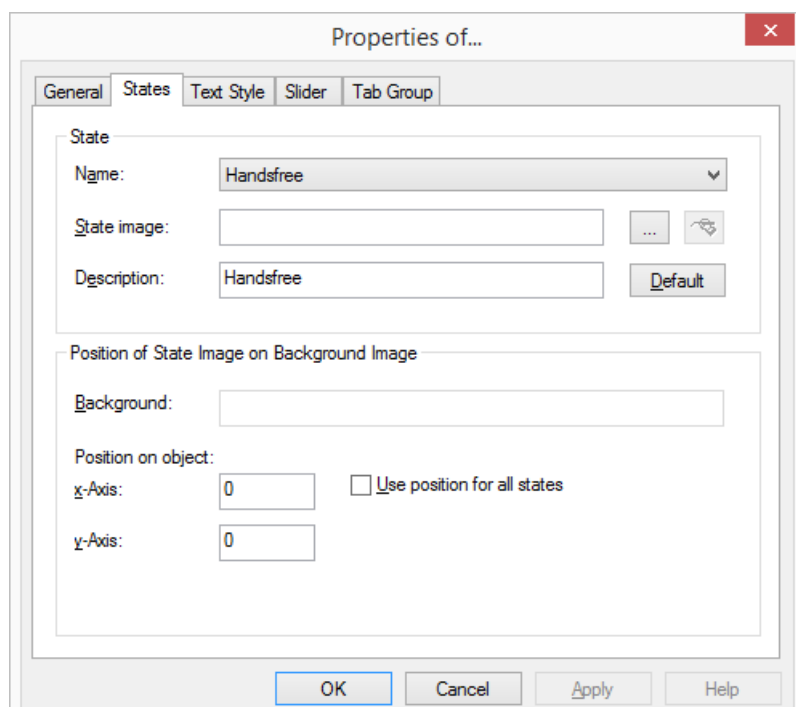 Properties of...
General States Text Style Slider Tab Group
State
Name: Handsfree
State image: ...
Description: Handsfree Default
Position of State Image on Background Image
Background:
Position on object:
x-Axis: 0 Use position for all states
y-Axis: 0
OK Cancel Apply Help